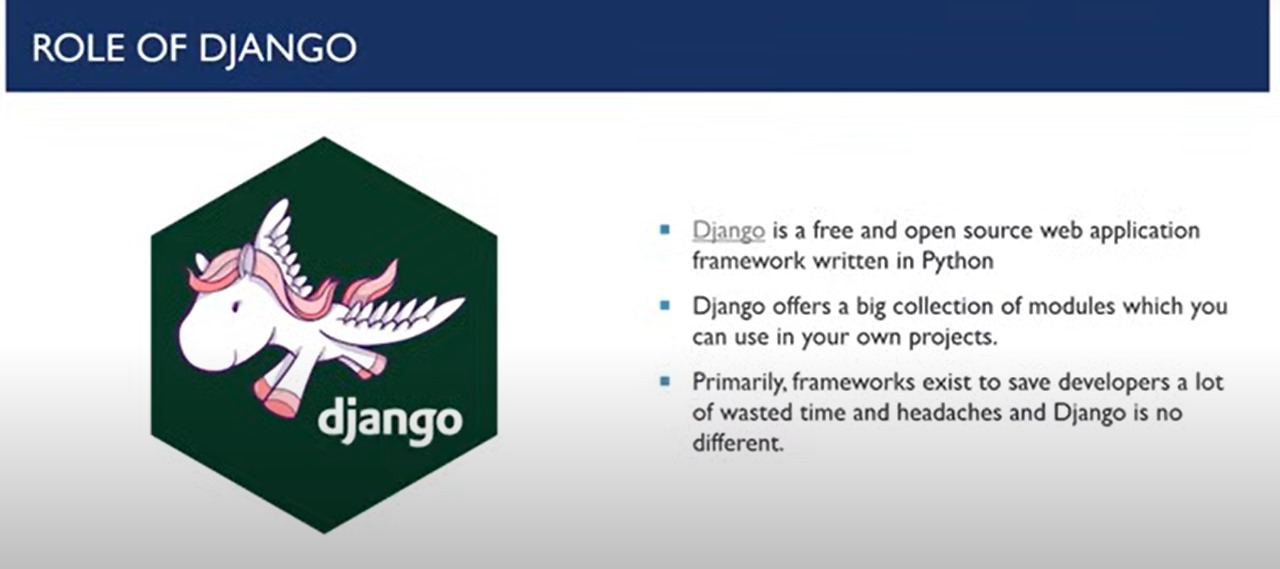 ROLE OF DJANGO
django
Django is a free and open source web application
framework written in Python
Django offers a big collection of modules which you
can use in your own projects.
Primarily, frameworks exist to save developers a lot
of wasted time and headaches and Django is no
different.